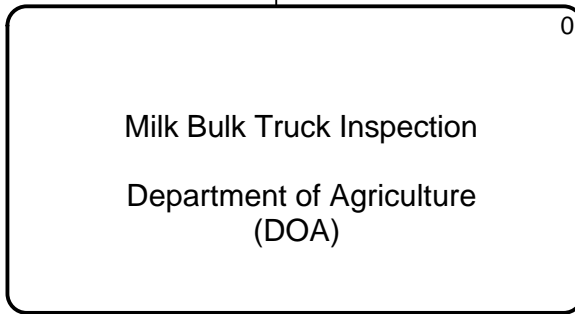 0
Milk Bulk Truck Inspection
Department of Agriculture
(DOA)